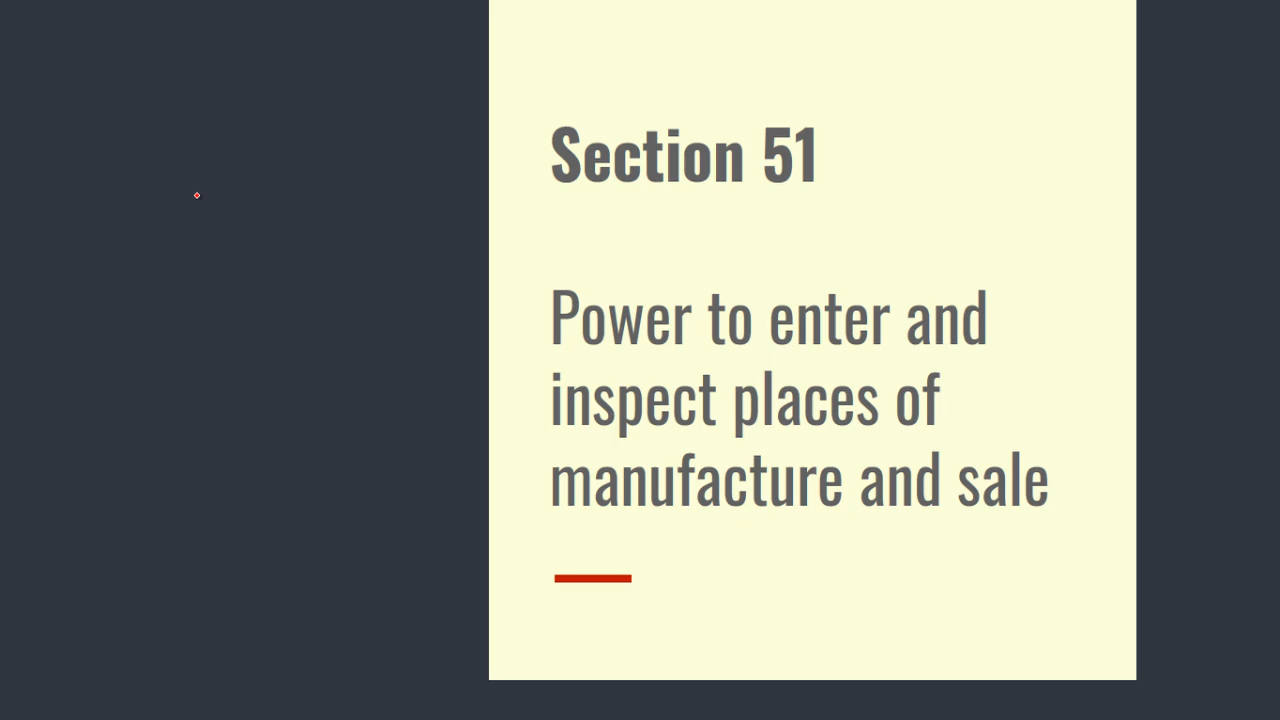 Section 51
Power to enter and
inspect places of
manufacture and sale